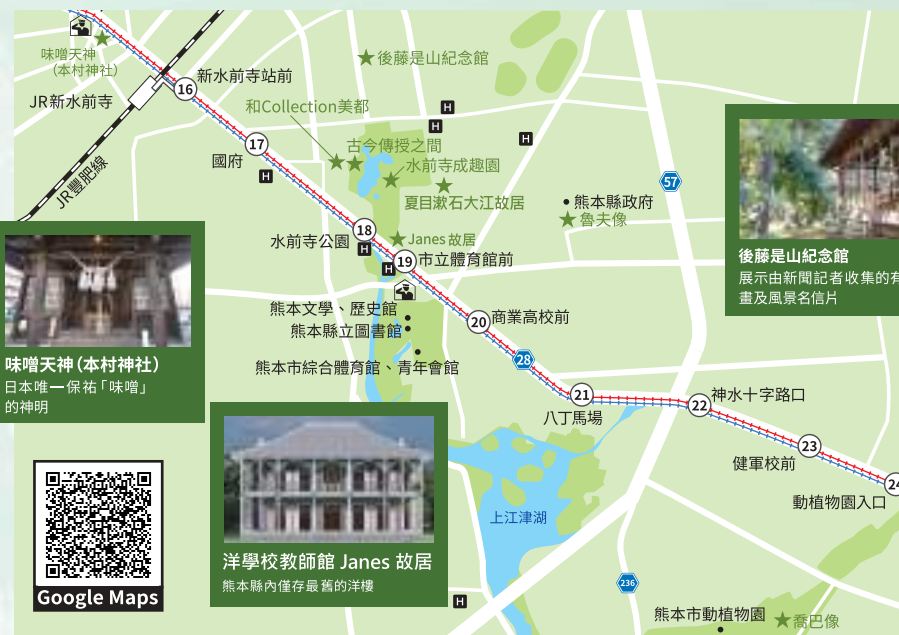 味噌天神
（本村神社）
JR新水前寺
16
新水前寺站前
後藤是山紀念館
和Collection美都
H
H
H
17
國府
H
古今傳授之間
水前寺成趣園
夏目漱石大江故居
57
熊本縣政府
魯夫像
JR豐肥線
18
水前寺公園
H
Janes 故居
19
市立體育館前
H
熊本文學、歷史館
熊本縣立圖書館
熊本市綜合體育館、青年會館
20
商業高校前
28
21
八丁馬場
22
神水十字路口
23
健軍校前
24
動植物園入口
上江津湖
236
H
熊本市動植物園
喬巴像
味噌天神（本村神社）
日本唯一保祐「味噌」
的神明
洋學校教師館 Janes 故居
熊本縣內僅存最舊的洋樓
後藤是山紀念館
展示由新聞記者收集的有
畫及風景名信片
Google Maps